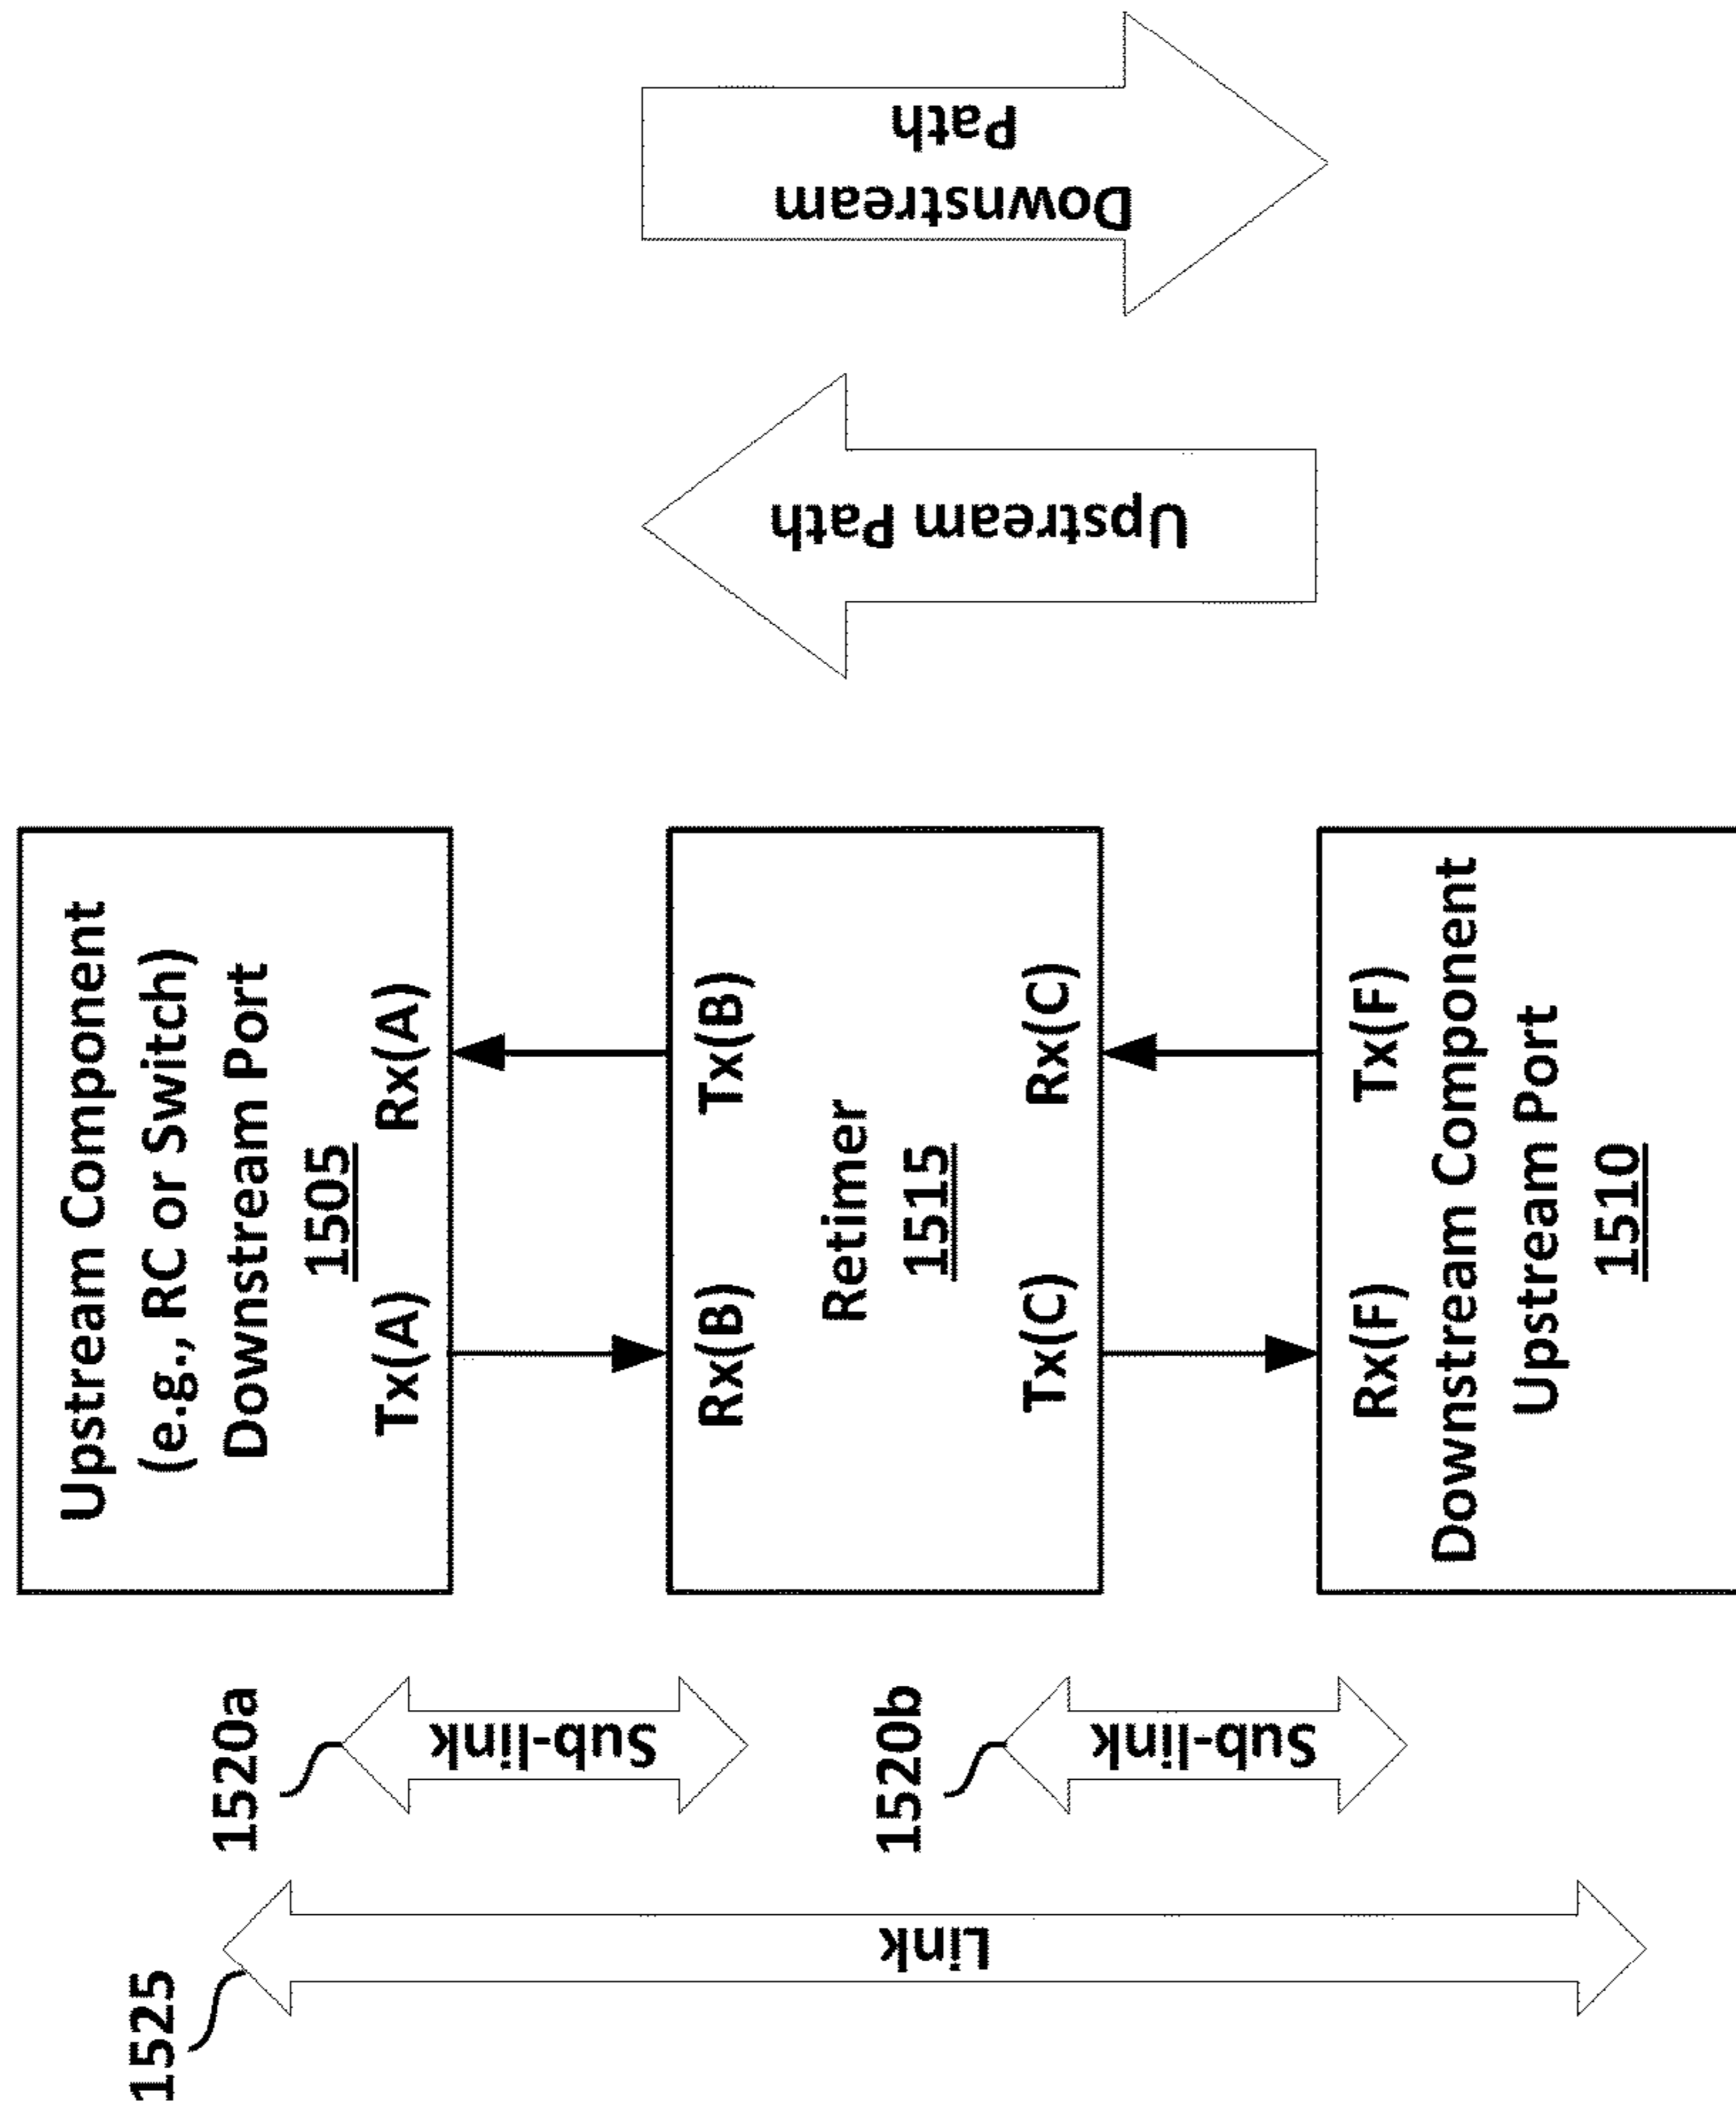 1525
Link
1520a
Sub-link
1520b
Sub-link
Upstream Component
(e.g., RC or Switch)
Downstream Port
1505
Tx(A)
Rx(A)
Rx(B)
Tx(B)
Retimer
1515
Tx(C)
Rx(C)
Rx(F)
Tx(F)
Downstream Component
Upstream Port
1510
Upstream Path
Downstream
Path